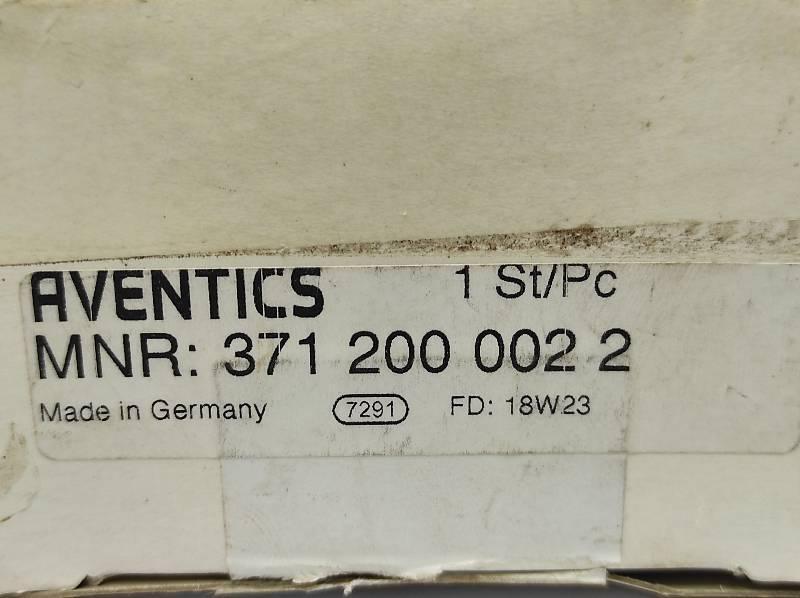 AVENTICS 1 St/Pc
MNR: 371 200 002 2
Made in Germany 7291 FD: 18W23